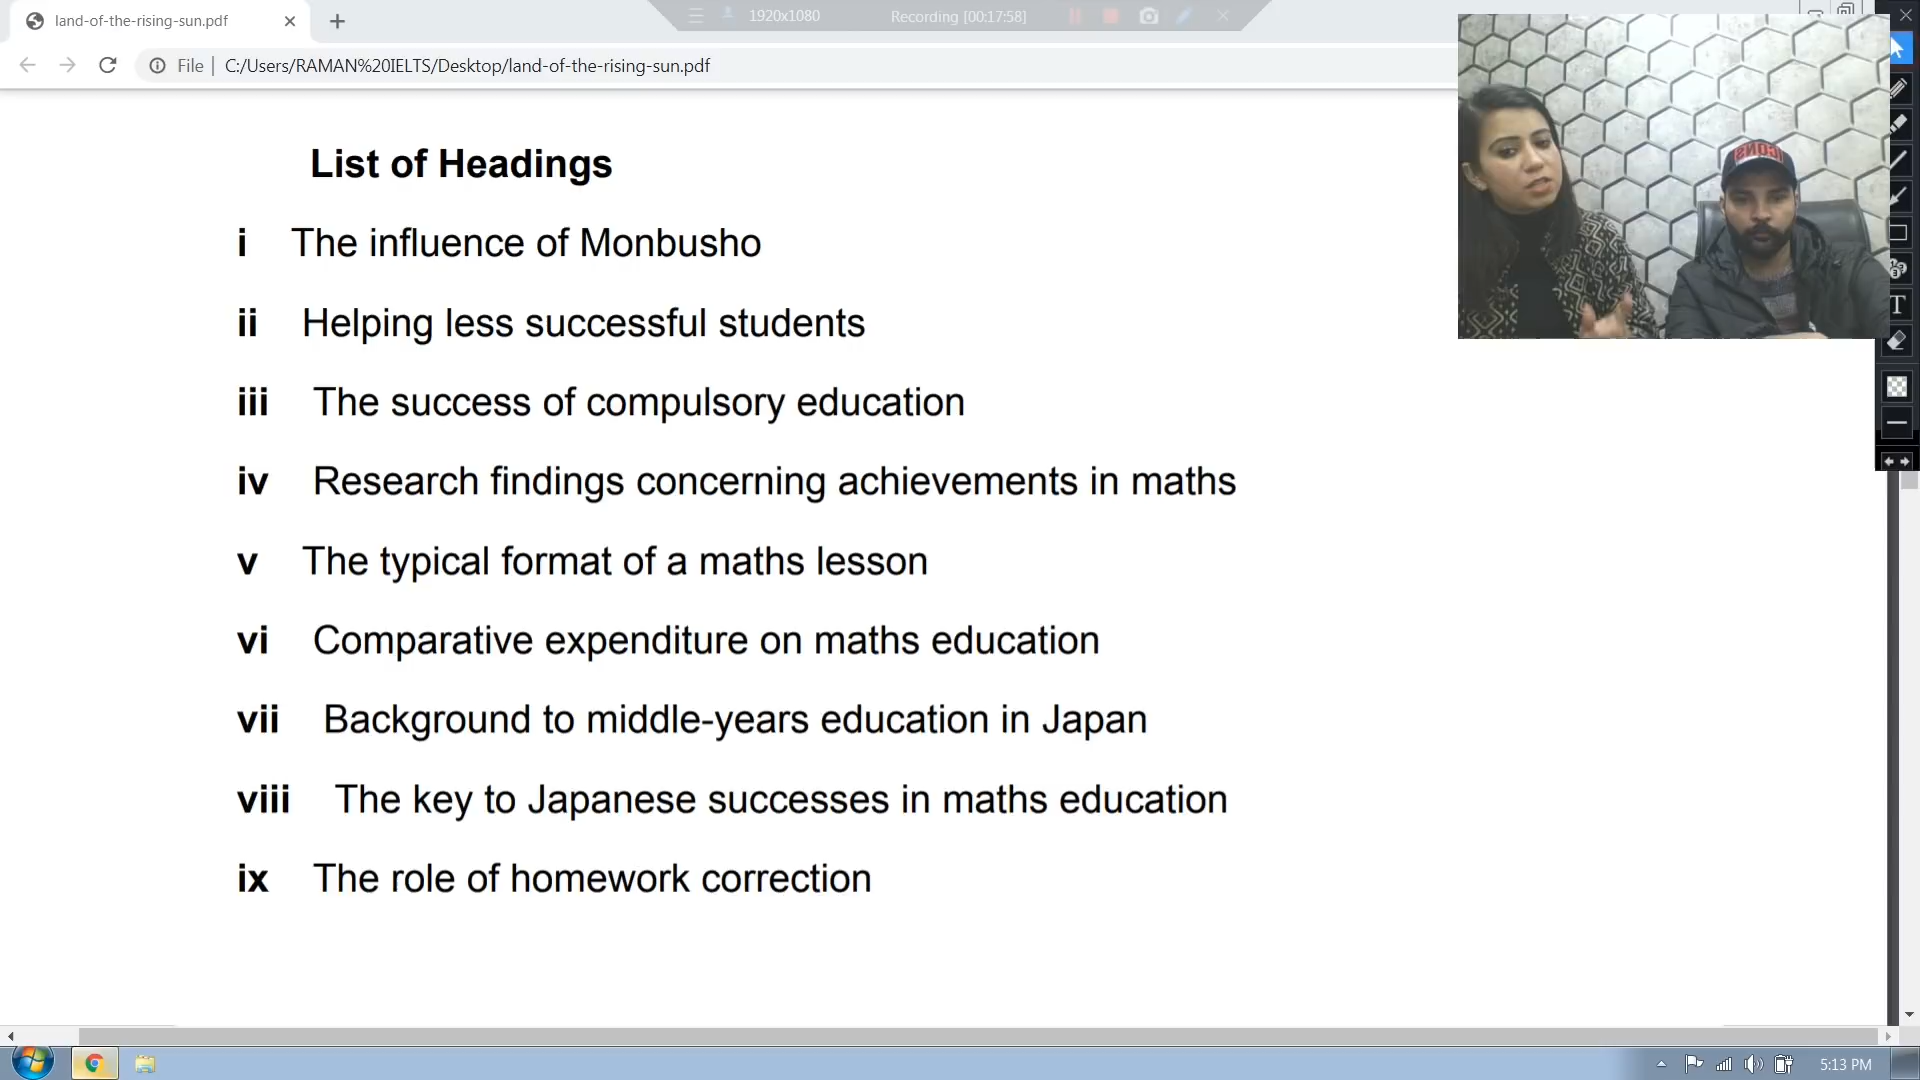 land-of-the-rising-sun.pdf
1920x1080
Recording [00:17:58]
File
C:/Users/RAMAN%20IELTS/Desktop/land-of-the-rising-sun.pdf
List of Headings
i The influence of Monbusho
ii Helping less successful students
iii The success of compulsory education
iv Research findings concerning achievements in maths
v The typical format of a maths lesson
vi Comparative expenditure on maths education
vii Background to middle-years education in Japan
viii The key to Japanese successes in maths education
ix The role of homework correction
T
5:13 PM